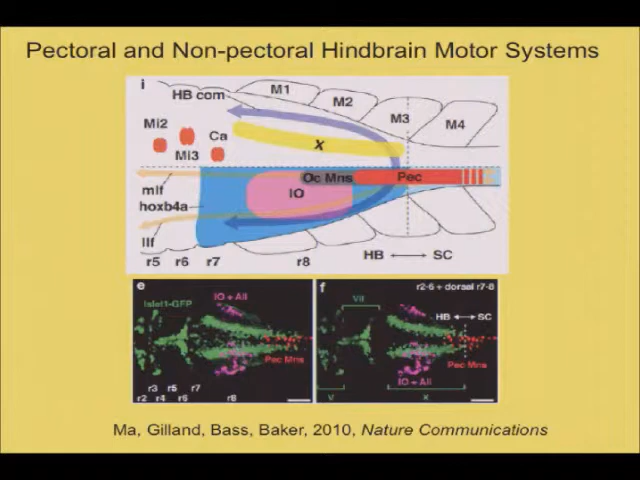 Pectoral and Non-pectoral Hindbrain Motor Systems
i
HB com
M1
M2
M3
M4
Mi2
Mi3
Ca
X
mlf
hoxb4a
llf
Oc Mns
Pec
IO
r5 r6 r7 r8
HB SC
e
Islet1-GFP
IO + AII
Pec Mns
r3 r5 r7
r2 r4 r6 r8
f
r2-6 + dorsal r7-8
VII
HB SC
Pec Mns
IO + AII
V
X
Ma, Gilland, Bass, Baker, 2010, Nature Communications